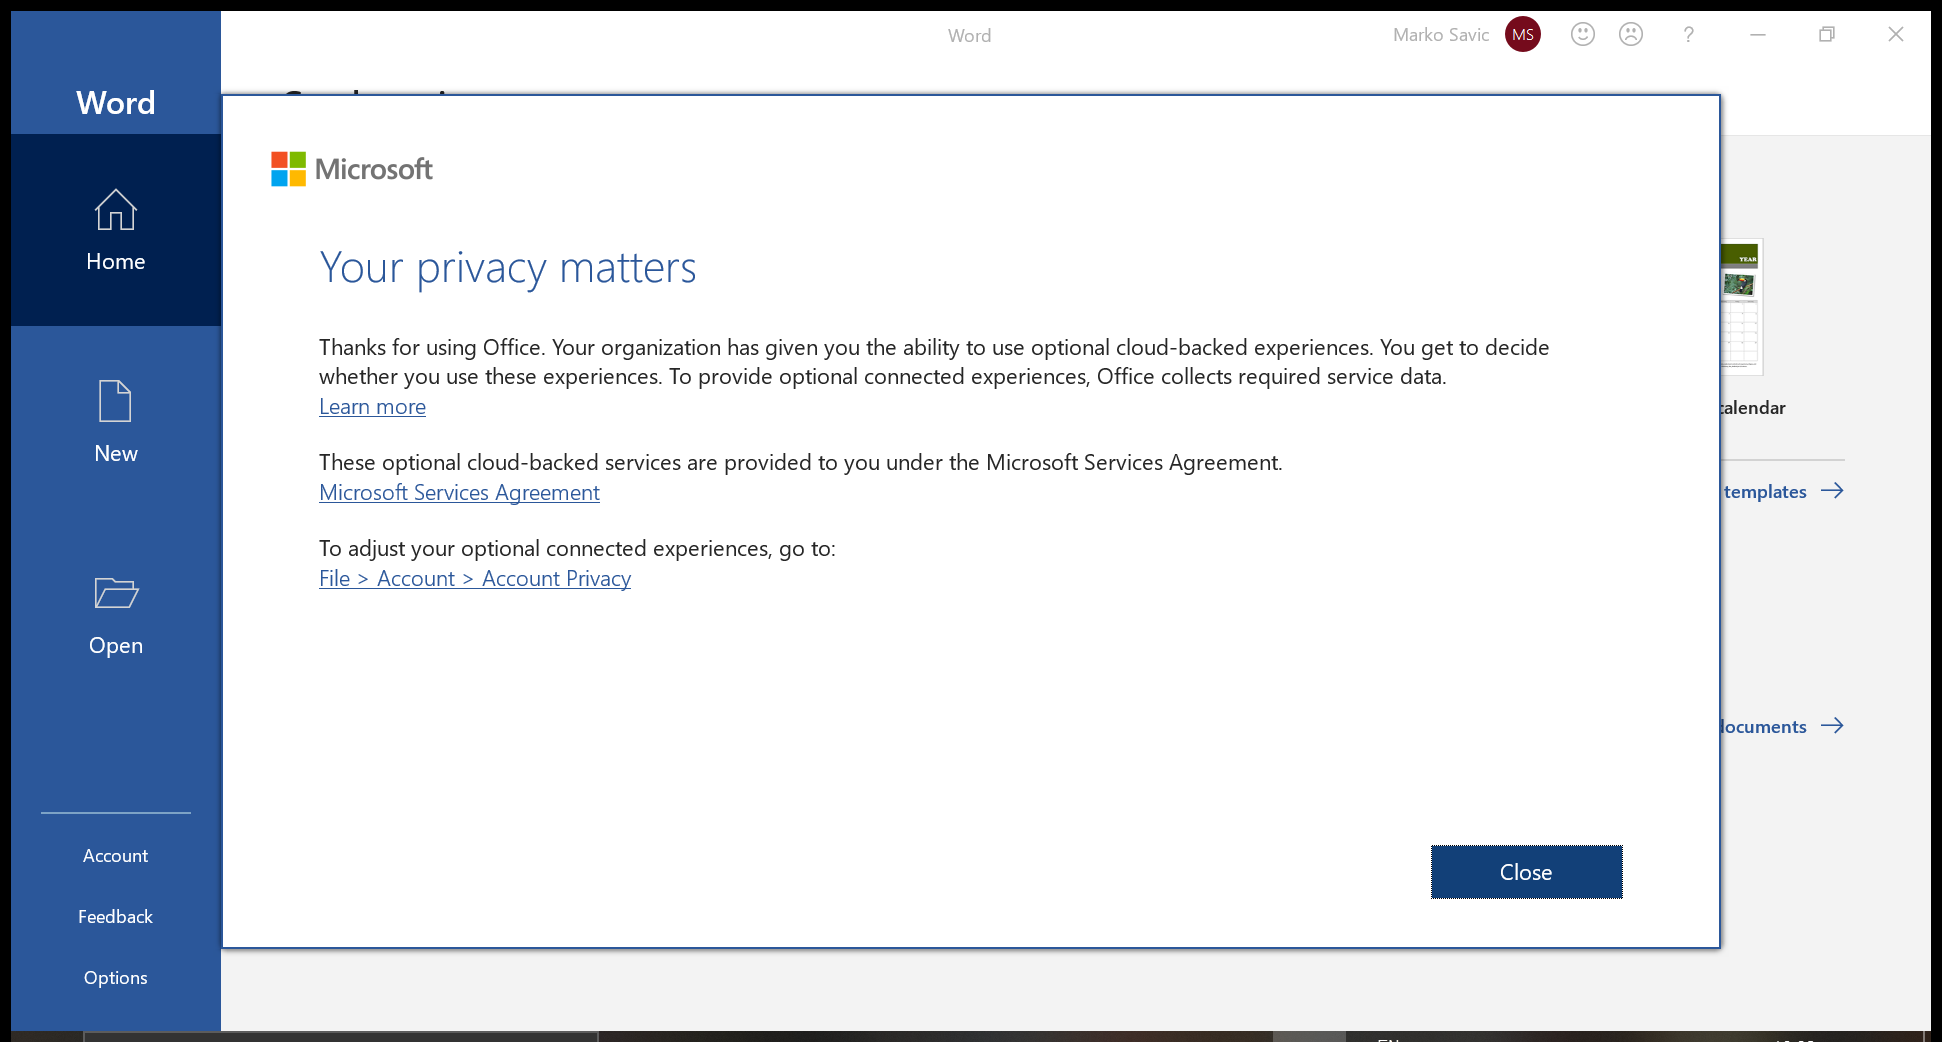 Word
Marko Savic
MS
?
Word
Home
New
Open
Account
Feedback
Options
Microsoft
Your privacy matters
Thanks for using Office. Your organization has given you the ability to use optional cloud-backed experiences. You get to decide
whether you use these experiences. To provide optional connected experiences, Office collects required service data.
Learn more
These optional cloud-backed services are provided to you under the Microsoft Services Agreement.
Microsoft Services Agreement
To adjust your optional connected experiences, go to:
File > Account > Account Privacy
Close
YEAR
calendar
templates
documents